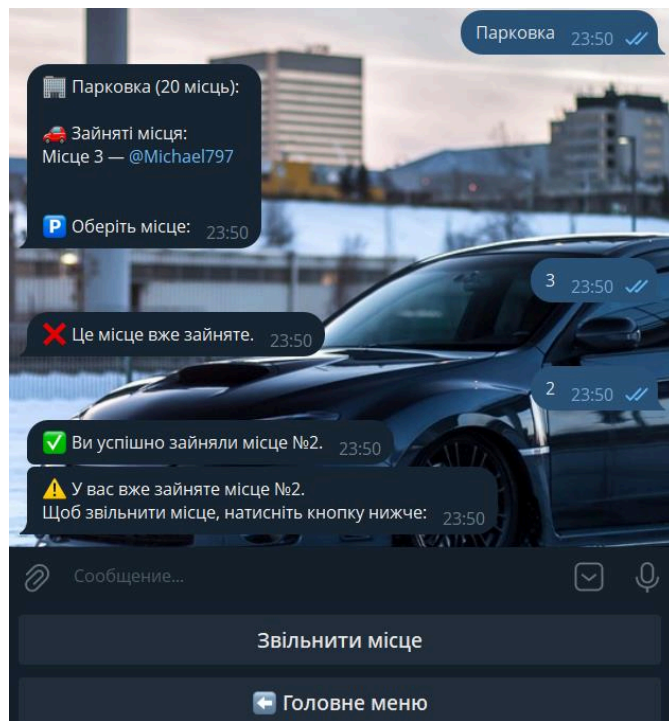 Парковка 23:50
Парковка (20 місць):
Зайняті місця:
Місце 3 — @Michael797
Оберіть місце: 23:50
3 23:50
Це місце вже зайняте. 23:50
2 23:50
Ви успішно зайняли місце №2. 23:50
У вас вже зайняте місце №2.
Щоб звільнити місце, натисніть кнопку нижче: 23:50
Сообщение...
Звільнити місце
Головне меню